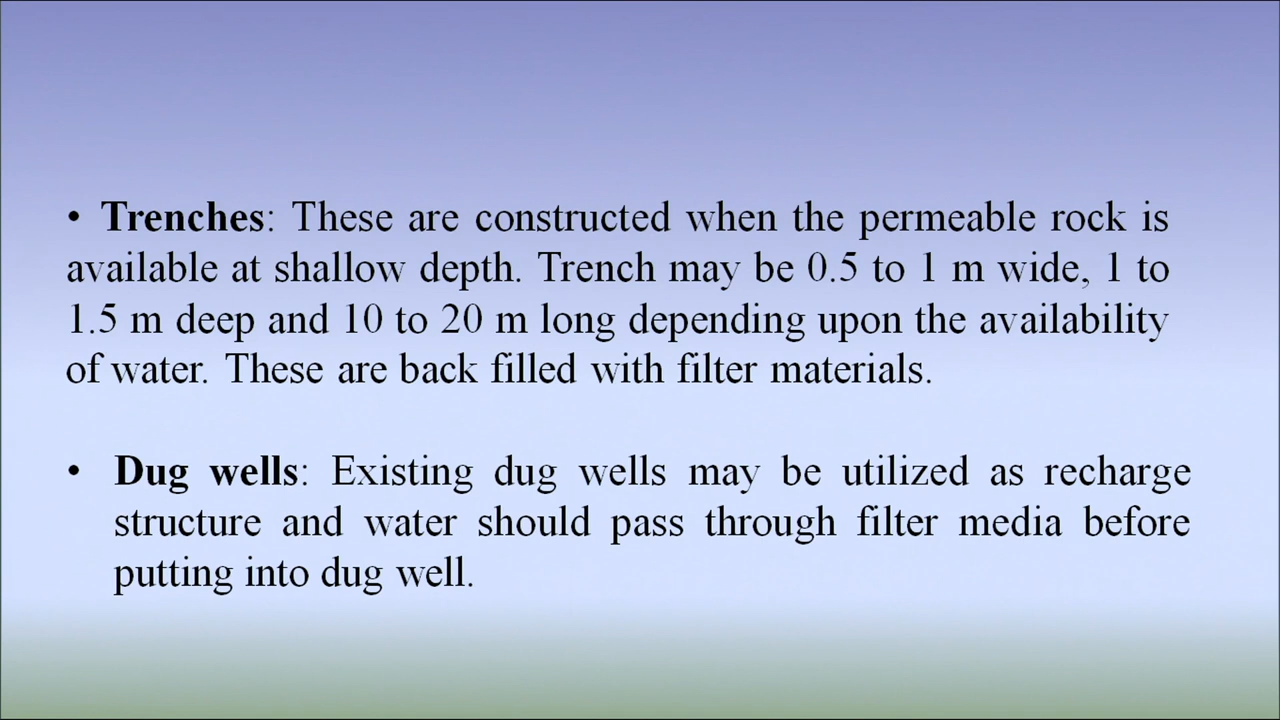 • Trenches: These are constructed when the permeable rock is
available at shallow depth. Trench may be 0.5 to 1 m wide, 1 to
1.5 m deep and 10 to 20 m long depending upon the availability
of water. These are back filled with filter materials.
• Dug wells: Existing dug wells may be utilized as recharge
structure and water should pass through filter media before
putting into dug well.